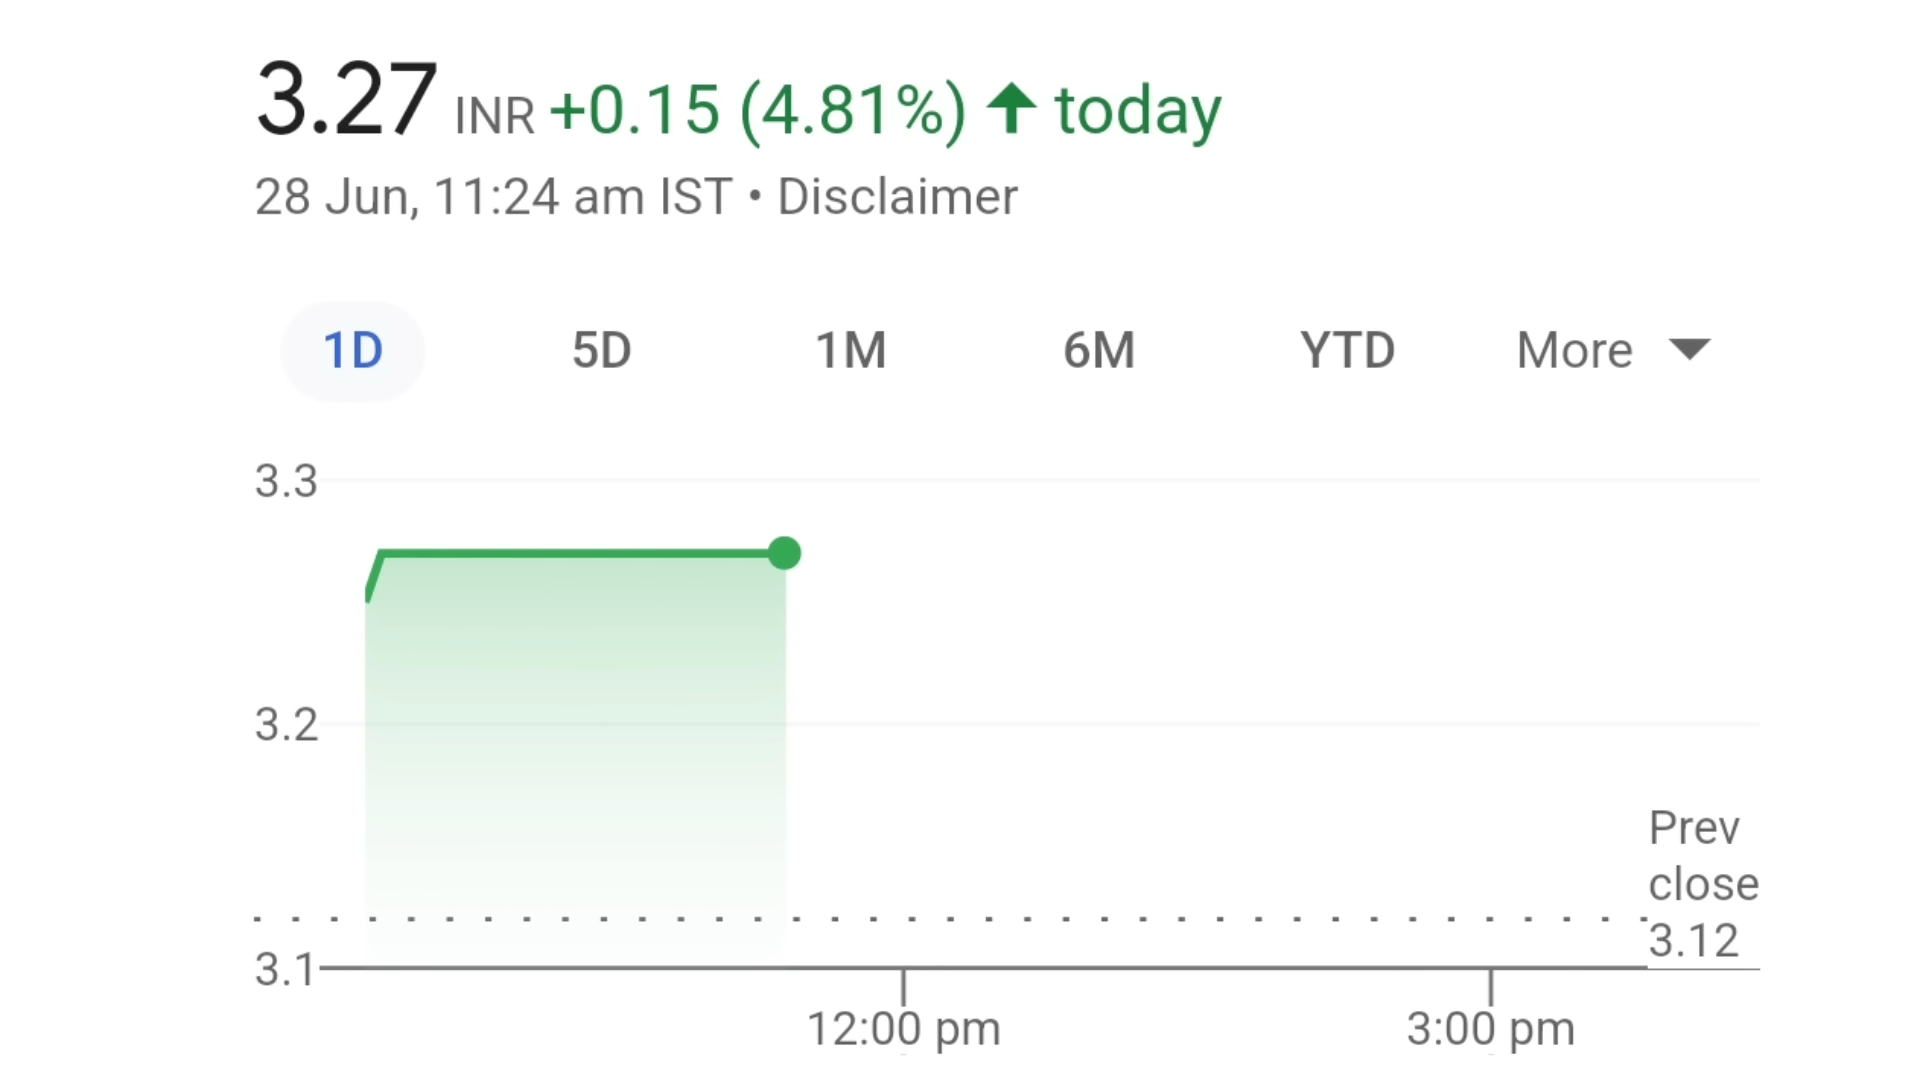 3.27 INR +0.15 (4.81%) ↑ today
28 Jun, 11:24 am IST • Disclaimer
1D 5D 1M 6M YTD More
3.3
3.2
Prev
close
3.12
3.1
12:00 pm 3:00 pm